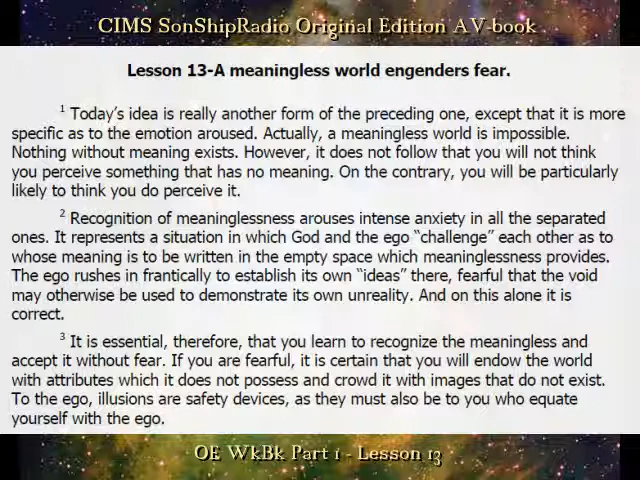 CIMS SonShipRadio Original Edition AV-book
Lesson 13-A meaningless world engenders fear.
1 Today's idea is really another form of the preceding one, except that it is more
specific as to the emotion aroused. Actually, a meaningless world is impossible.
Nothing without meaning exists. However, it does not follow that you will not think
you perceive something that has no meaning. On the contrary, you will be particularly
likely to think you do perceive it.
2 Recognition of meaninglessness arouses intense anxiety in all the separated
ones. It represents a situation in which God and the ego "challenge" each other as to
whose meaning is to be written in the empty space which meaninglessness provides.
The ego rushes in frantically to establish its own "ideas" there, fearful that the void
may otherwise be used to demonstrate its own unreality. And on this alone it is
correct.
3 It is essential, therefore, that you learn to recognize the meaningless and
accept it without fear. If you are fearful, it is certain that you will endow the world
with attributes which it does not possess and crowd it with images that do not exist.
To the ego, illusions are safety devices, as they must also be to you who equate
yourself with the ego.
OE WkBk Part 1 - Lesson 13